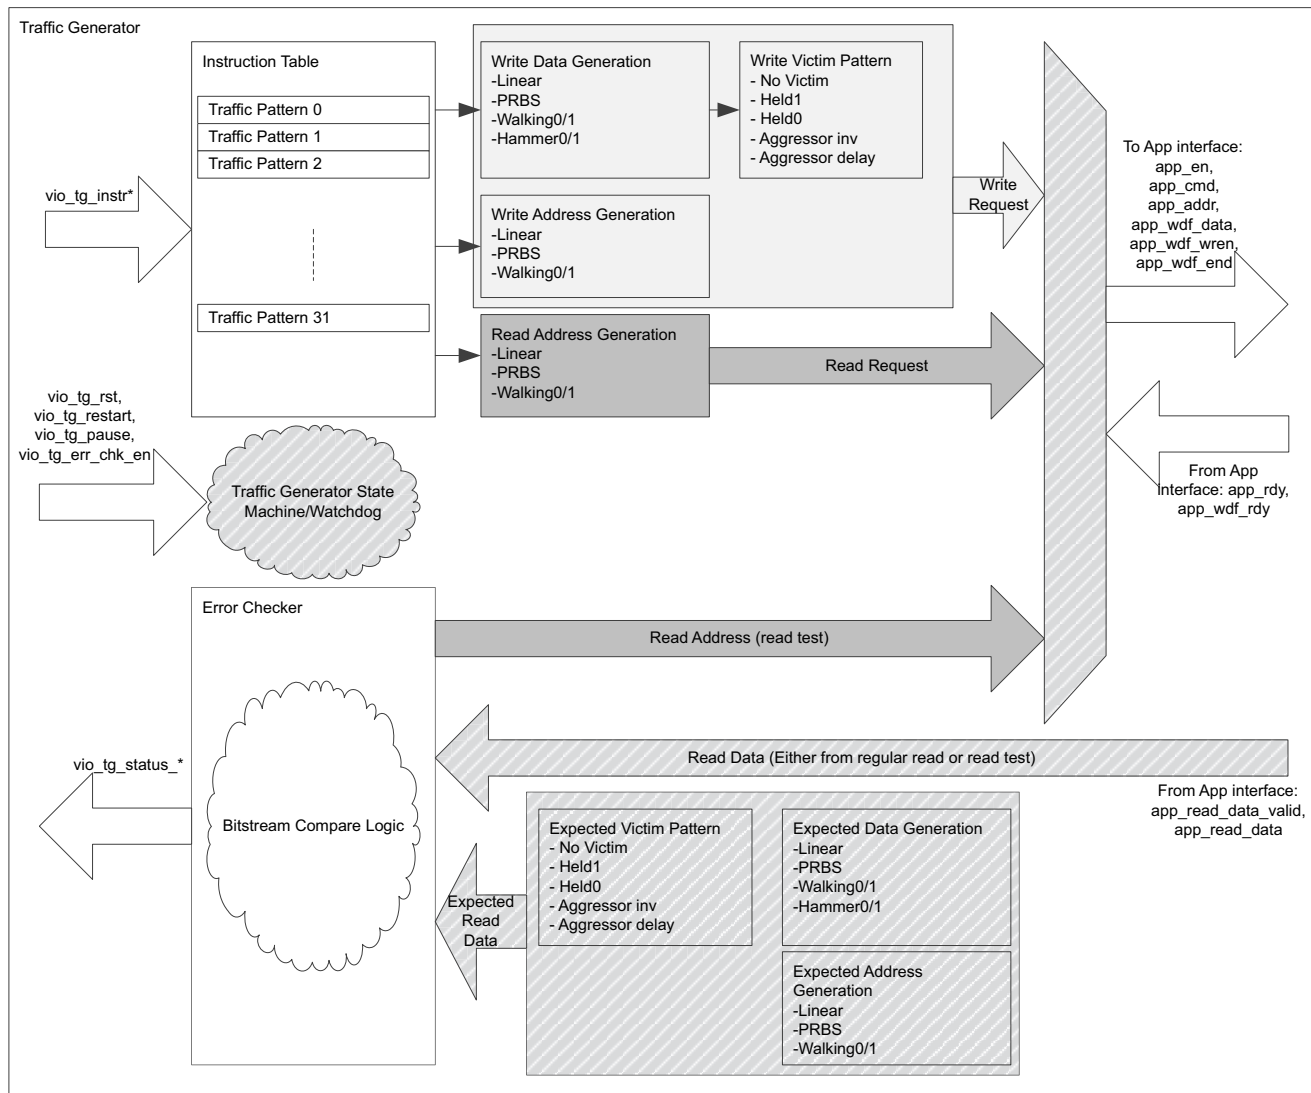 Traffic Generator
Instruction Table
Traffic Pattern 0
Traffic Pattern 1
Traffic Pattern 2
Traffic Pattern 31
vio_tg_instr*
Write Data Generation
-Linear
-PRBS
-Walking0/1
-Hammer0/1
Write Victim Pattern
- No Victim
- Held1
- Held0
- Aggressor inv
- Aggressor delay
Write Address Generation
-Linear
-PRBS
-Walking0/1
Write
Request
Read Address Generation
-Linear
-PRBS
-Walking0/1
Read Request
To App interface:
app_en,
app_cmd,
app_addr,
app_wdf_data,
app_wdf_wren,
app_wdf_end
From App
interface: app_rdy,
app_wdf_rdy
vio_tg_rst,
vio_tg_restart,
vio_tg_pause,
vio_tg_err_chk_en
Traffic Generator State
Machine/Watchdog
Error Checker
Read Address (read test)
Bitstream Compare Logic
vio_tg_status_*
Read Data (Either from regular read or read test)
From App interface:
app_read_data_valid,
app_read_data
Expected
Read
Data
Expected Victim Pattern
- No Victim
- Held1
- Held0
- Aggressor inv
- Aggressor delay
Expected Data Generation
-Linear
-PRBS
-Walking0/1
-Hammer0/1
Expected Address
Generation
-Linear
-PRBS
-Walking0/1